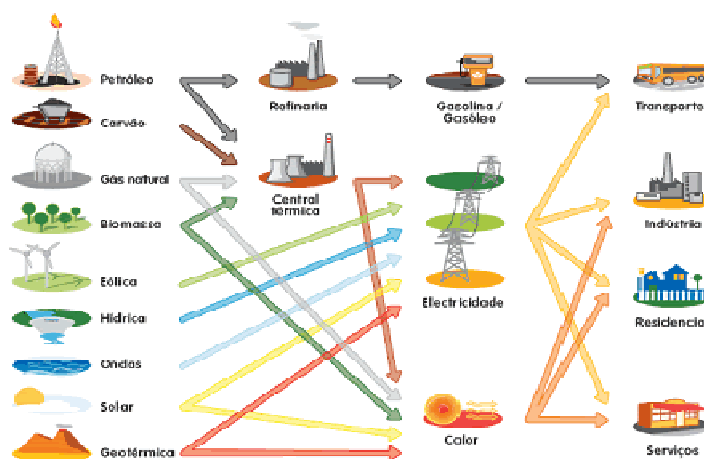 Petróleo
Refinaria
Gasolina /
Gasóleo
Transporte
Carvão
Gás natural
Central
térmica
Biomassa
Indústria
Eólica
Electricidade
Hídrica
Residencia
Ondas
Solar
Calor
Geotérmica
Serviços